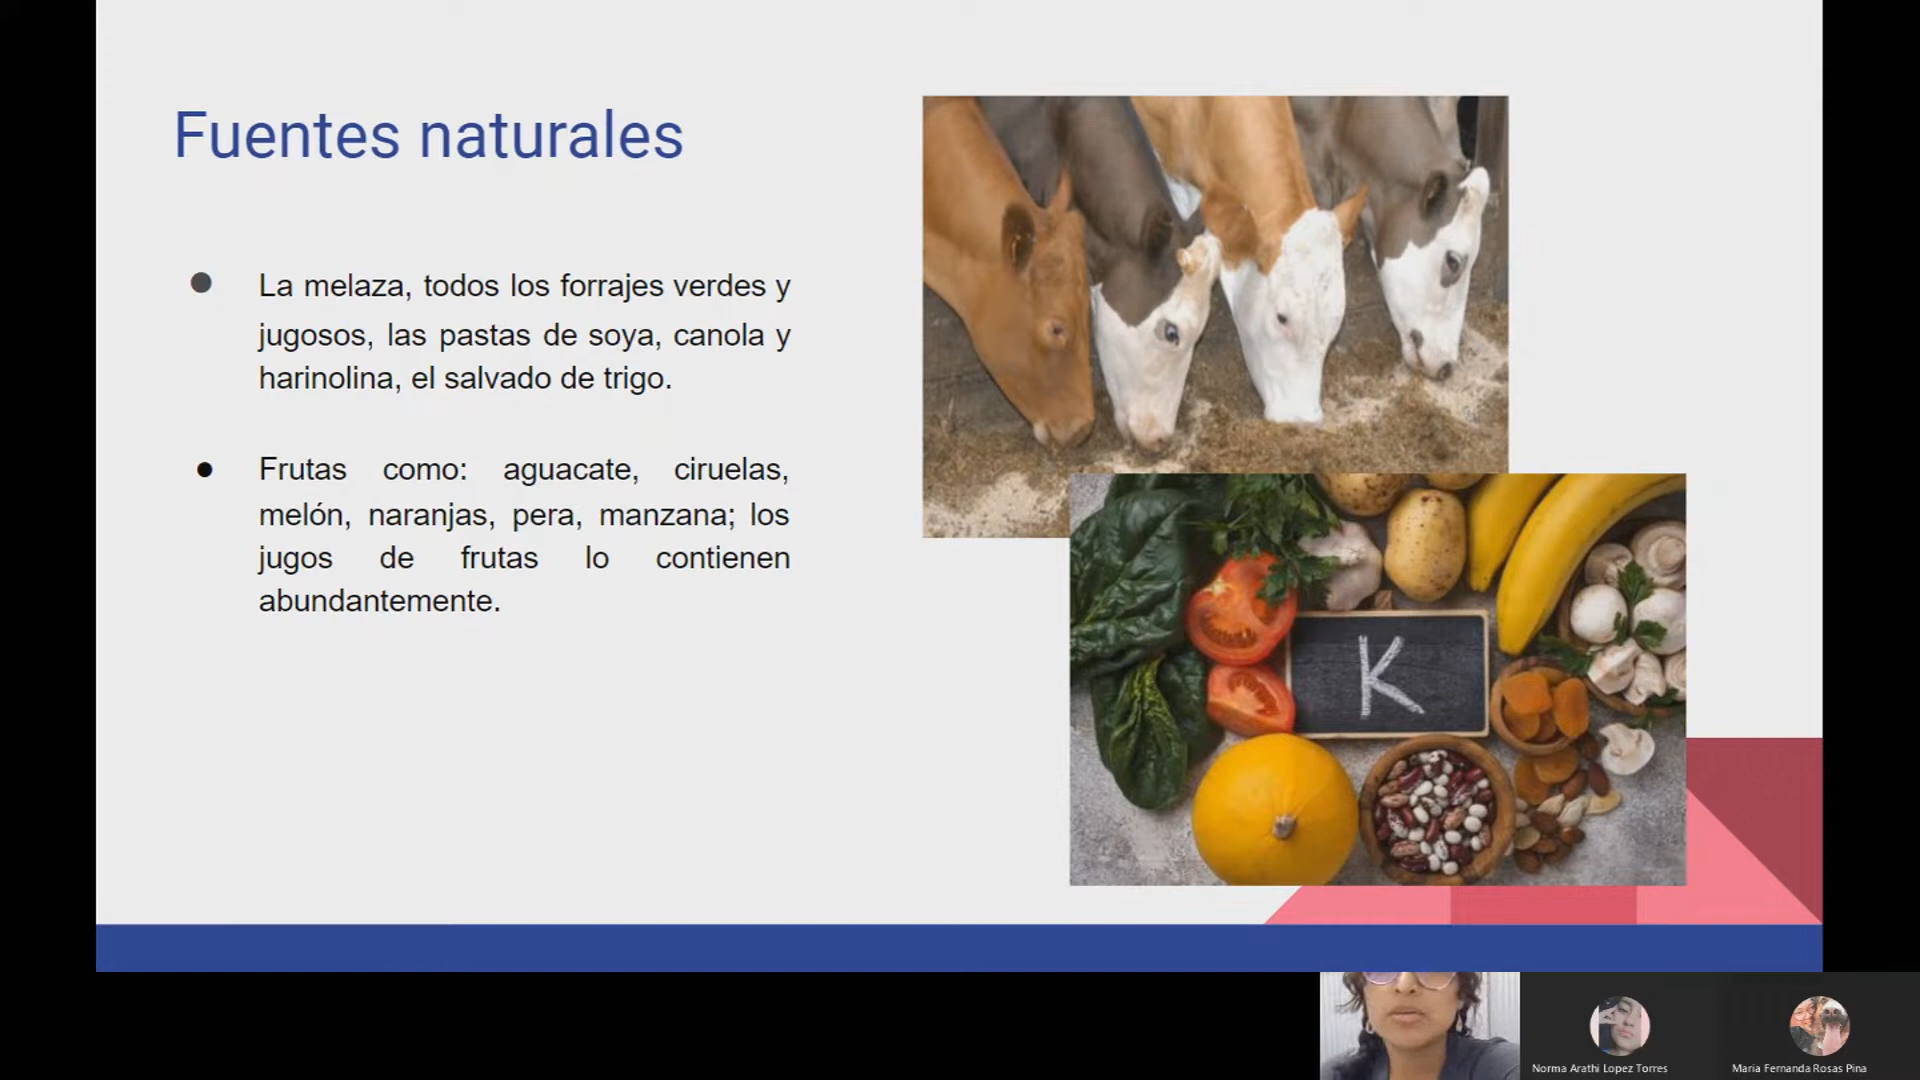 Fuentes naturales
● La melaza, todos los forrajes verdes y
jugosos, las pastas de soya, canola y
harinolina, el salvado de trigo.
● Frutas como: aguacate, ciruelas,
melón, naranjas, pera, manzana; los
jugos de frutas lo contienen
abundantemente.
K
Norma Arathi Lopez Torres
Maria Fernanda Rosas Pina